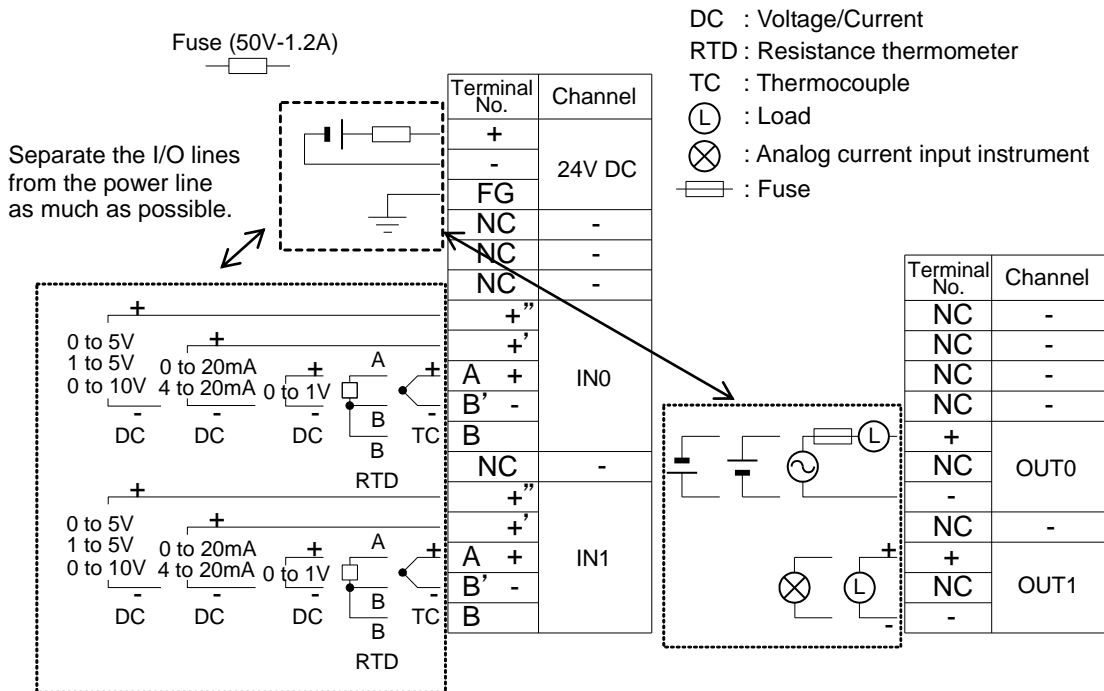 Fuse (50V-1.2A)
DC : Voltage/Current
RTD : Resistance thermometer
TC : Thermocouple
L : Load
: Analog current input instrument
: Fuse
Separate the I/O lines
from the power line
as much as possible.
Terminal No. Channel
+ 24V DC
-
FG
NC -
NC -
NC -
+” IN0
+’
A +
B’ -
B
NC -
+” IN1
+’
A +
B’ -
B
+
0 to 5V
1 to 5V
0 to 10V
-
DC
+
0 to 20mA
4 to 20mA
-
DC
+
0 to 1V
-
DC
A
B
B
RTD
+
-
TC
+
0 to 5V
1 to 5V
0 to 10V
-
DC
+
0 to 20mA
4 to 20mA
-
DC
+
0 to 1V
-
DC
A
B
B
RTD
+
-
TC
Terminal No. Channel
NC -
NC -
NC -
NC -
+ OUT0
NC
-
NC -
+ OUT1
NC
-
L
L
+
-